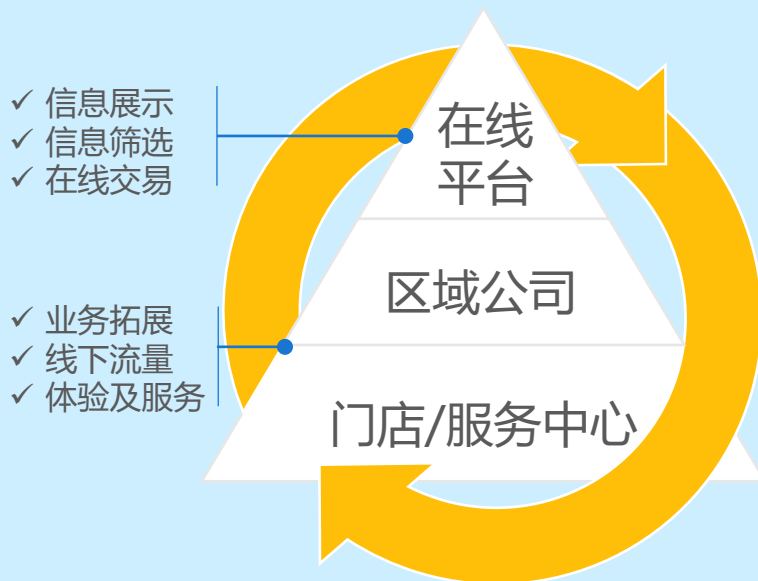 ✓ 信息展示
✓ 信息筛选
✓ 在线交易
在线
平台
区域公司
✓ 业务拓展
✓ 线下流量
✓ 体验及服务
门店/服务中心